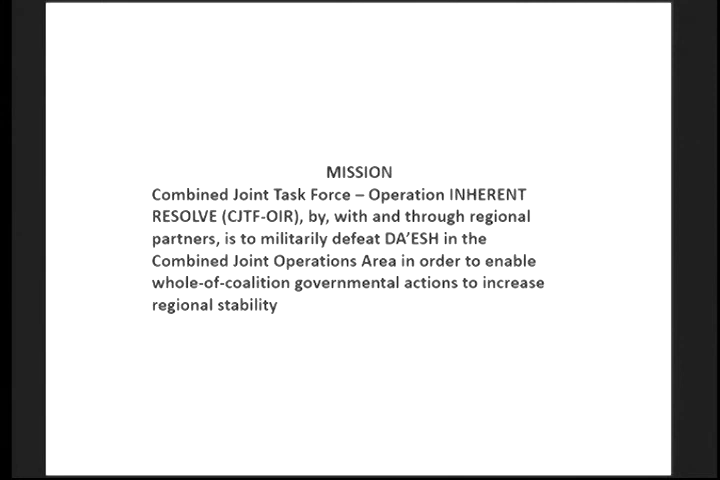 MISSION
Combined Joint Task Force – Operation INHERENT
RESOLVE (CJTF-OIR), by, with and through regional
partners, is to militarily defeat DA’ESH in the
Combined Joint Operations Area in order to enable
whole-of-coalition governmental actions to increase
regional stability